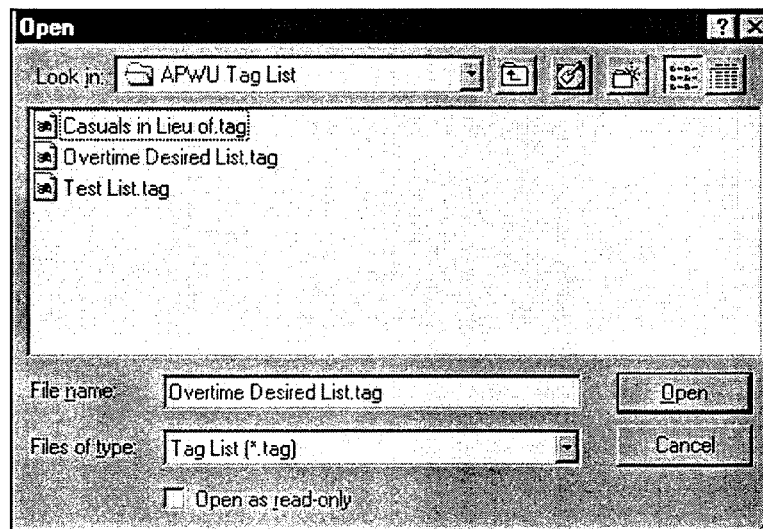 Open
Look in: APWU Tag List
Casuals in Lieu of.tag
Overtime Desired List.tag
Test List.tag
File name: Overtime Desired List.tag Open
Files of type: Tag List (*.tag) Cancel
Open as read-only